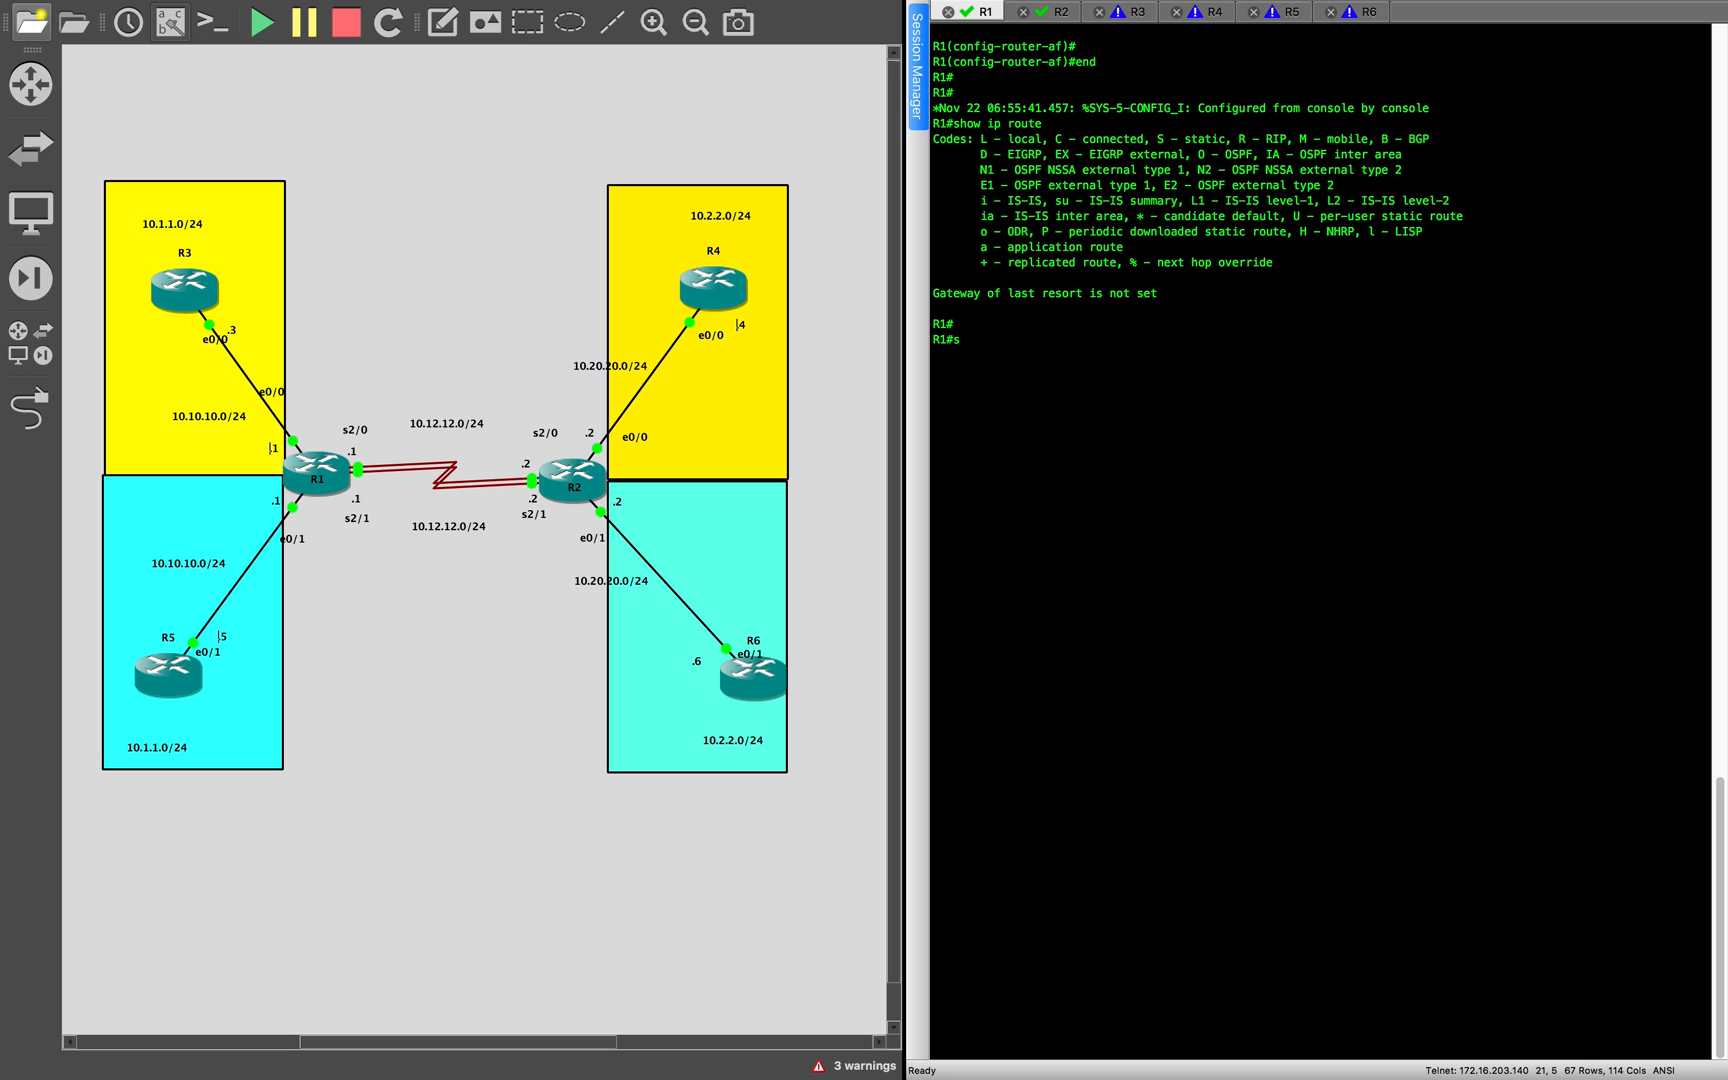 R1
R2
R3
R4
R5
R6
Session Manager
10.1.1.0/24
R3
.3
e0/0
e0/0
10.10.10.0/24
.1
10.2.2.0/24
R4
.4
e0/0
10.20.20.0/24
e0/0
.2
s2/0
10.12.12.0/24
s2/0
.1
R1
.2
R2
.1
.1
s2/1
.2
s2/1
.2
10.12.12.0/24
e0/1
e0/1
10.10.10.0/24
10.20.20.0/24
R5
.5
e0/1
R6
e0/1
.6
10.1.1.0/24
10.2.2.0/24
3 warnings
R1(config-router-af)#
R1(config-router-af)#end
R1#
R1#
*Nov 22 06:55:41.457: %SYS-5-CONFIG_I: Configured from console by console
R1#show ip route
Codes: L - local, C - connected, S - static, R - RIP, M - mobile, B - BGP
D - EIGRP, EX - EIGRP external, O - OSPF, IA - OSPF inter area
N1 - OSPF NSSA external type 1, N2 - OSPF NSSA external type 2
E1 - OSPF external type 1, E2 - OSPF external type 2
i - IS-IS, su - IS-IS summary, L1 - IS-IS level-1, L2 - IS-IS level-2
ia - IS-IS inter area, * - candidate default, U - per-user static route
o - ODR, P - periodic downloaded static route, H - NHRP, l - LISP
a - application route
+ - replicated route, % - next hop override
Gateway of last resort is not set
R1#
R1#s
Ready
Telnet: 172.16.203.140 21, 5 67 Rows, 114 Cols ANSI